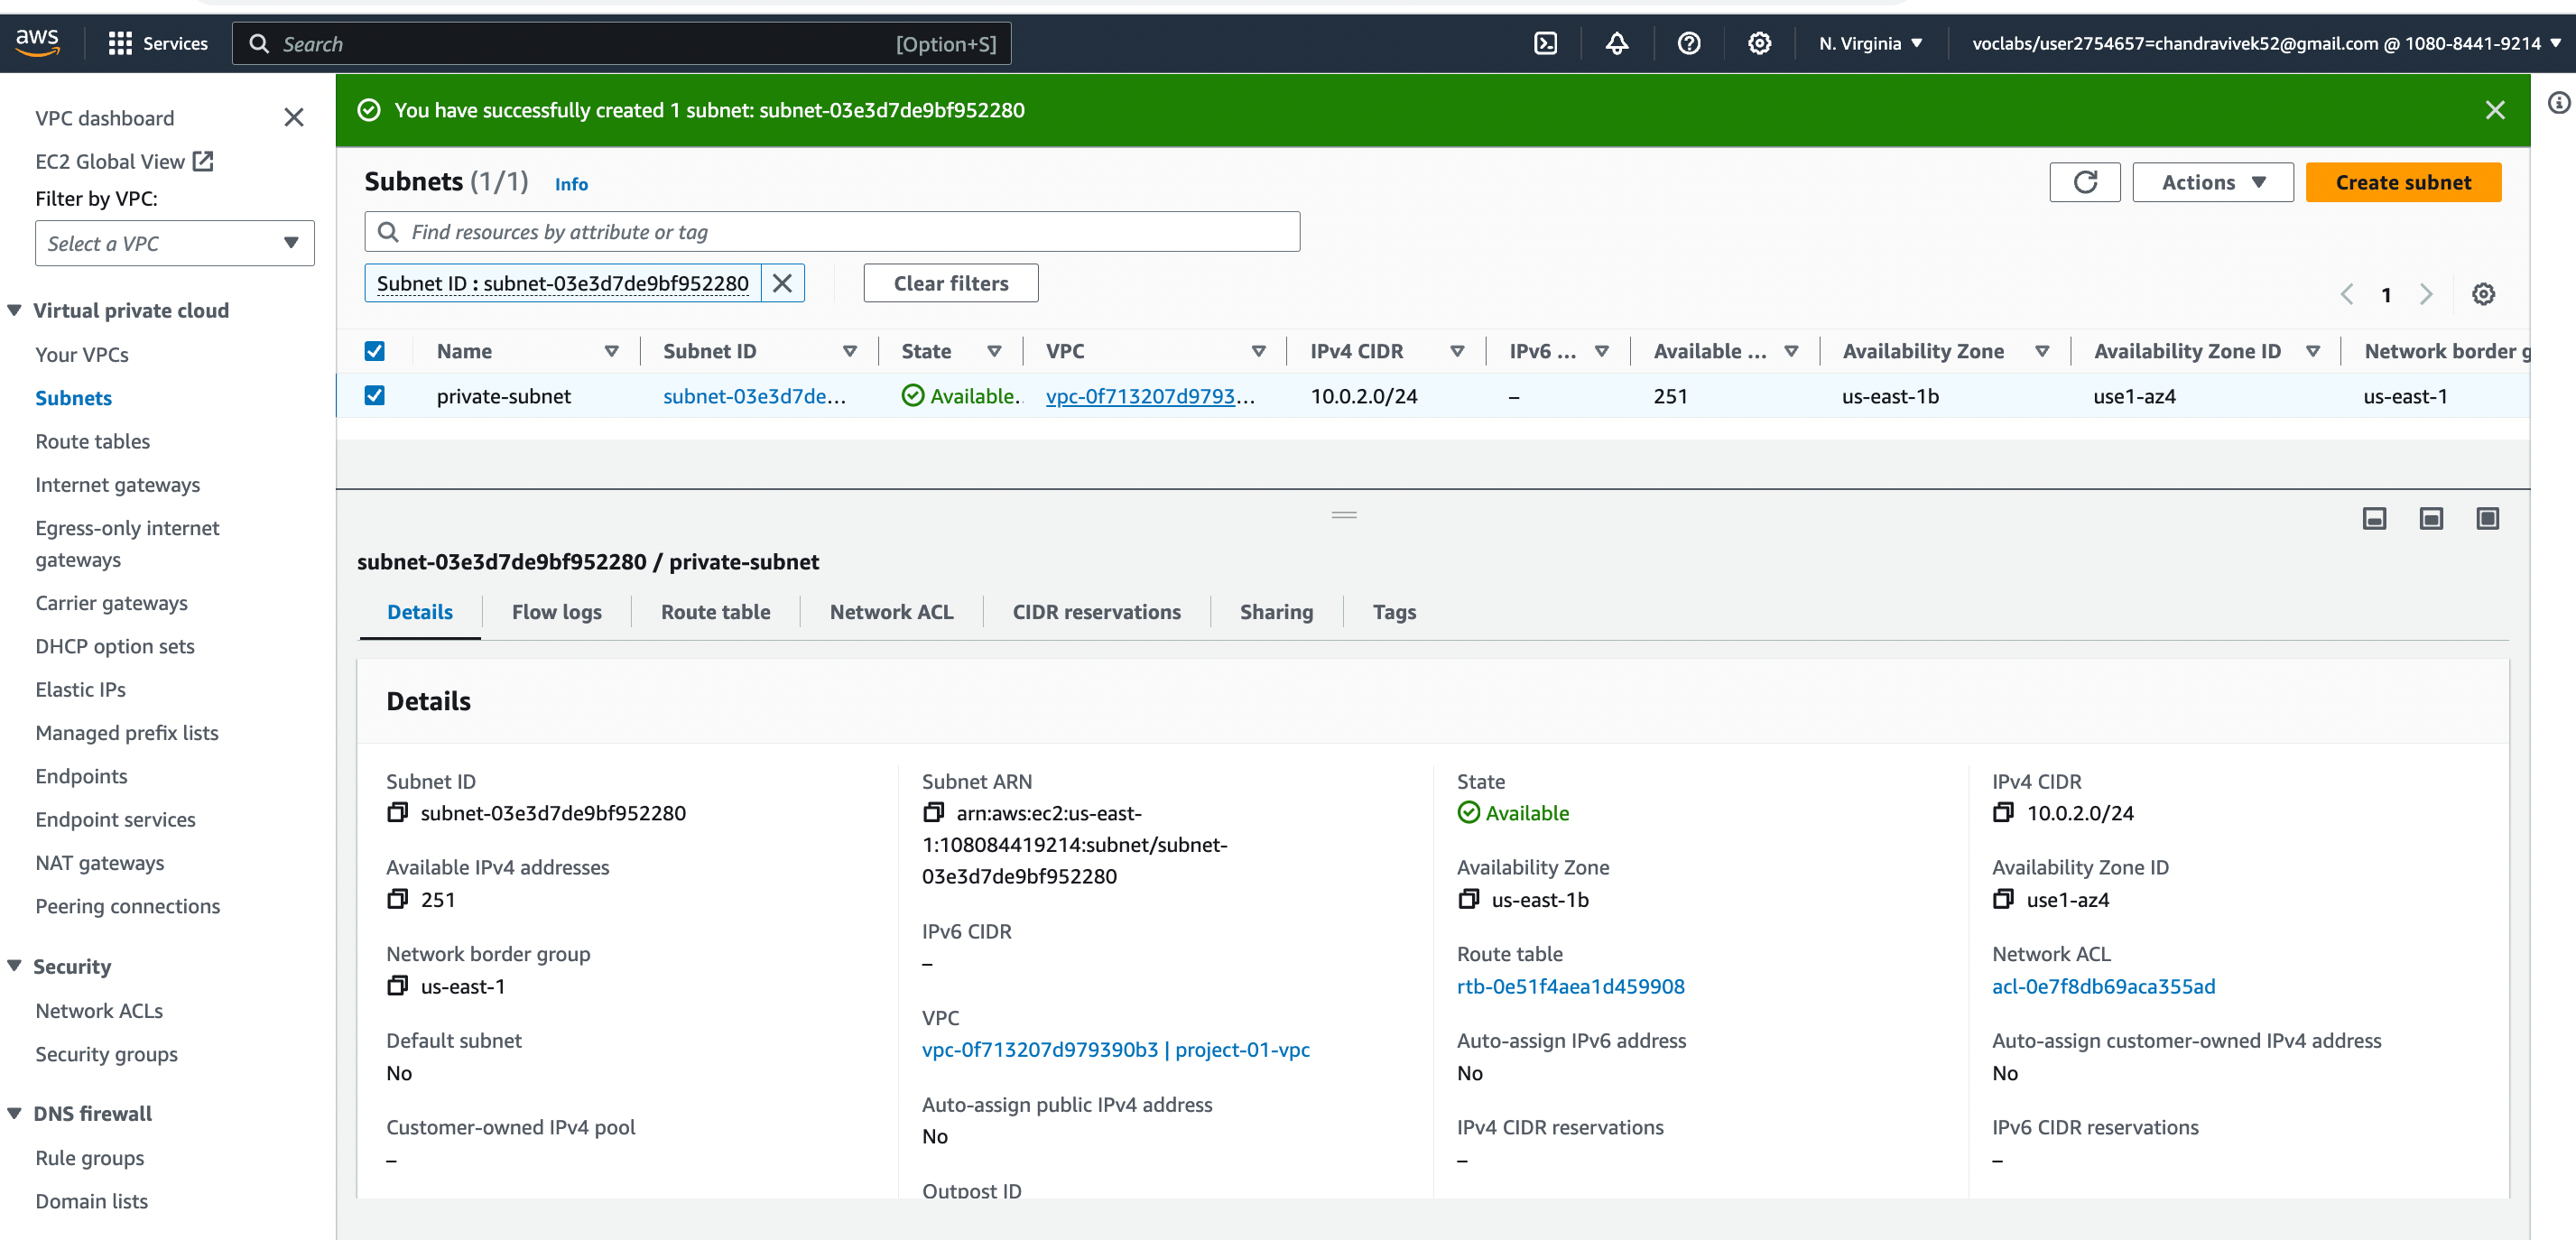 aws
Services
Search
[Option+S]
N. Virginia
voclabs/user2754657=chandravivek52@gmail.com @ 1080-8441-9214
VPC dashboard
EC2 Global View
Filter by VPC:
Select a VPC
Virtual private cloud
Your VPCs
Subnets
Route tables
Internet gateways
Egress-only internet
gateways
Carrier gateways
DHCP option sets
Elastic IPs
Managed prefix lists
Endpoints
Endpoint services
NAT gateways
Peering connections
Security
Network ACLs
Security groups
DNS firewall
Rule groups
Domain lists
You have successfully created 1 subnet: subnet-03e3d7de9bf952280
Subnets (1/1) Info
Actions
Create subnet
Find resources by attribute or tag
Subnet ID : subnet-03e3d7de9bf952280
Clear filters
1
Name Subnet ID State VPC IPv4 CIDR IPv6 ... Available ... Availability Zone Availability Zone ID Network border g
private-subnet subnet-03e3d7de... Available. vpc-0f713207d9793... 10.0.2.0/24 – 251 us-east-1b use1-az4 us-east-1
subnet-03e3d7de9bf952280 / private-subnet
Details Flow logs Route table Network ACL CIDR reservations Sharing Tags
Details
Subnet ID
subnet-03e3d7de9bf952280
Available IPv4 addresses
251
Network border group
us-east-1
Default subnet
No
Customer-owned IPv4 pool
–
Subnet ARN
arn:aws:ec2:us-east-
1:108084419214:subnet/subnet-
03e3d7de9bf952280
IPv6 CIDR
–
VPC
vpc-0f713207d979390b3 | project-01-vpc
Auto-assign public IPv4 address
No
Outpost ID
State
Available
Availability Zone
us-east-1b
Route table
rtb-0e51f4aea1d459908
Auto-assign IPv6 address
No
IPv4 CIDR reservations
–
IPv4 CIDR
10.0.2.0/24
Availability Zone ID
use1-az4
Network ACL
acl-0e7f8db69aca355ad
Auto-assign customer-owned IPv4 address
No
IPv6 CIDR reservations
–